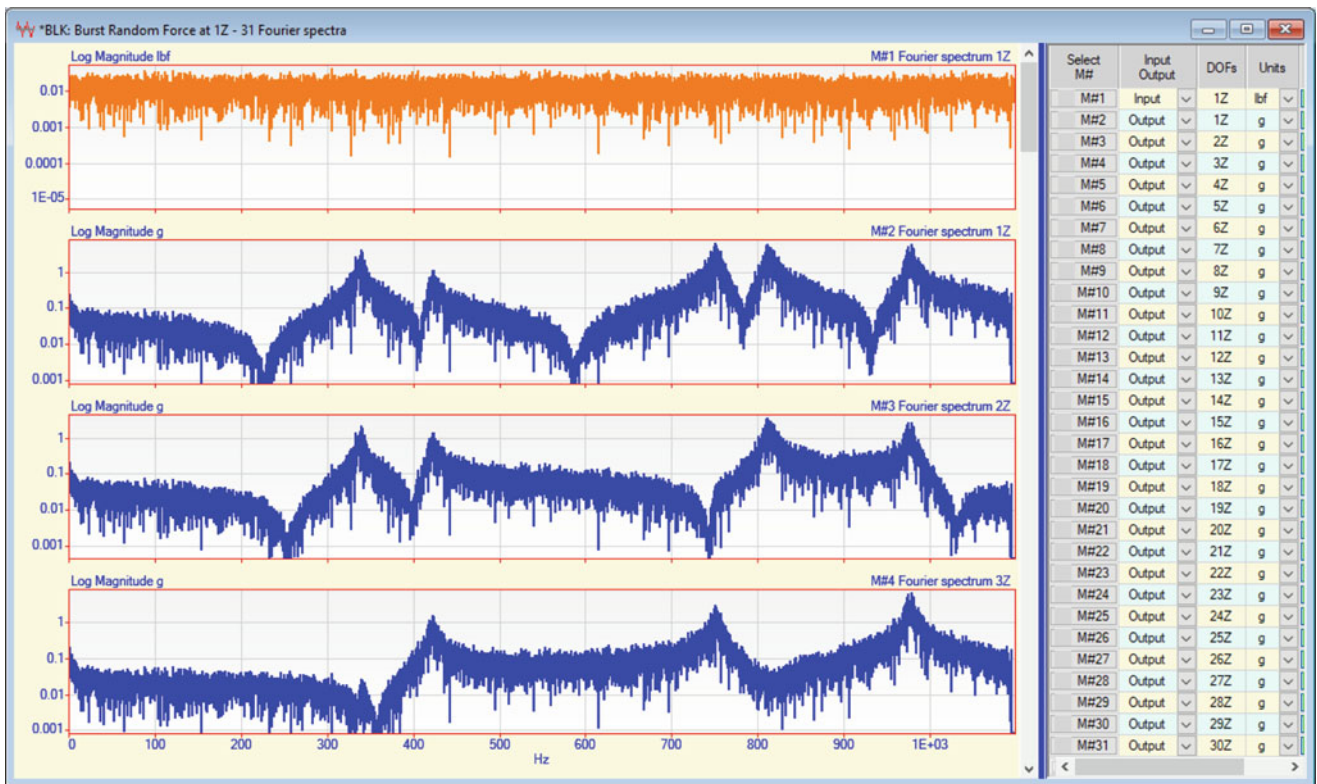 *BLK: Burst Random Force at 1Z - 31 Fourier spectra
Log Magnitude lbf M#1 Fourier spectrum 1Z
0.01
0.001
0.0001
1E-05
Log Magnitude g M#2 Fourier spectrum 1Z
1
0.1
0.01
0.001
Log Magnitude g M#3 Fourier spectrum 2Z
1
0.1
0.01
0.001
Log Magnitude g M#4 Fourier spectrum 3Z
1
0.1
0.01
0.001
0 100 200 300 400 500 600 700 800 900 1E+03
Hz
Select M# Input Output DOFs Units
M#1 Input 1Z lbf
M#2 Output 1Z g
M#3 Output 2Z g
M#4 Output 3Z g
M#5 Output 4Z g
M#6 Output 5Z g
M#7 Output 6Z g
M#8 Output 7Z g
M#9 Output 8Z g
M#10 Output 9Z g
M#11 Output 10Z g
M#12 Output 11Z g
M#13 Output 12Z g
M#14 Output 13Z g
M#15 Output 14Z g
M#16 Output 15Z g
M#17 Output 16Z g
M#18 Output 17Z g
M#19 Output 18Z g
M#20 Output 19Z g
M#21 Output 20Z g
M#22 Output 21Z g
M#23 Output 22Z g
M#24 Output 23Z g
M#25 Output 24Z g
M#26 Output 25Z g
M#27 Output 26Z g
M#28 Output 27Z g
M#29 Output 28Z g
M#30 Output 29Z g
M#31 Output 30Z g